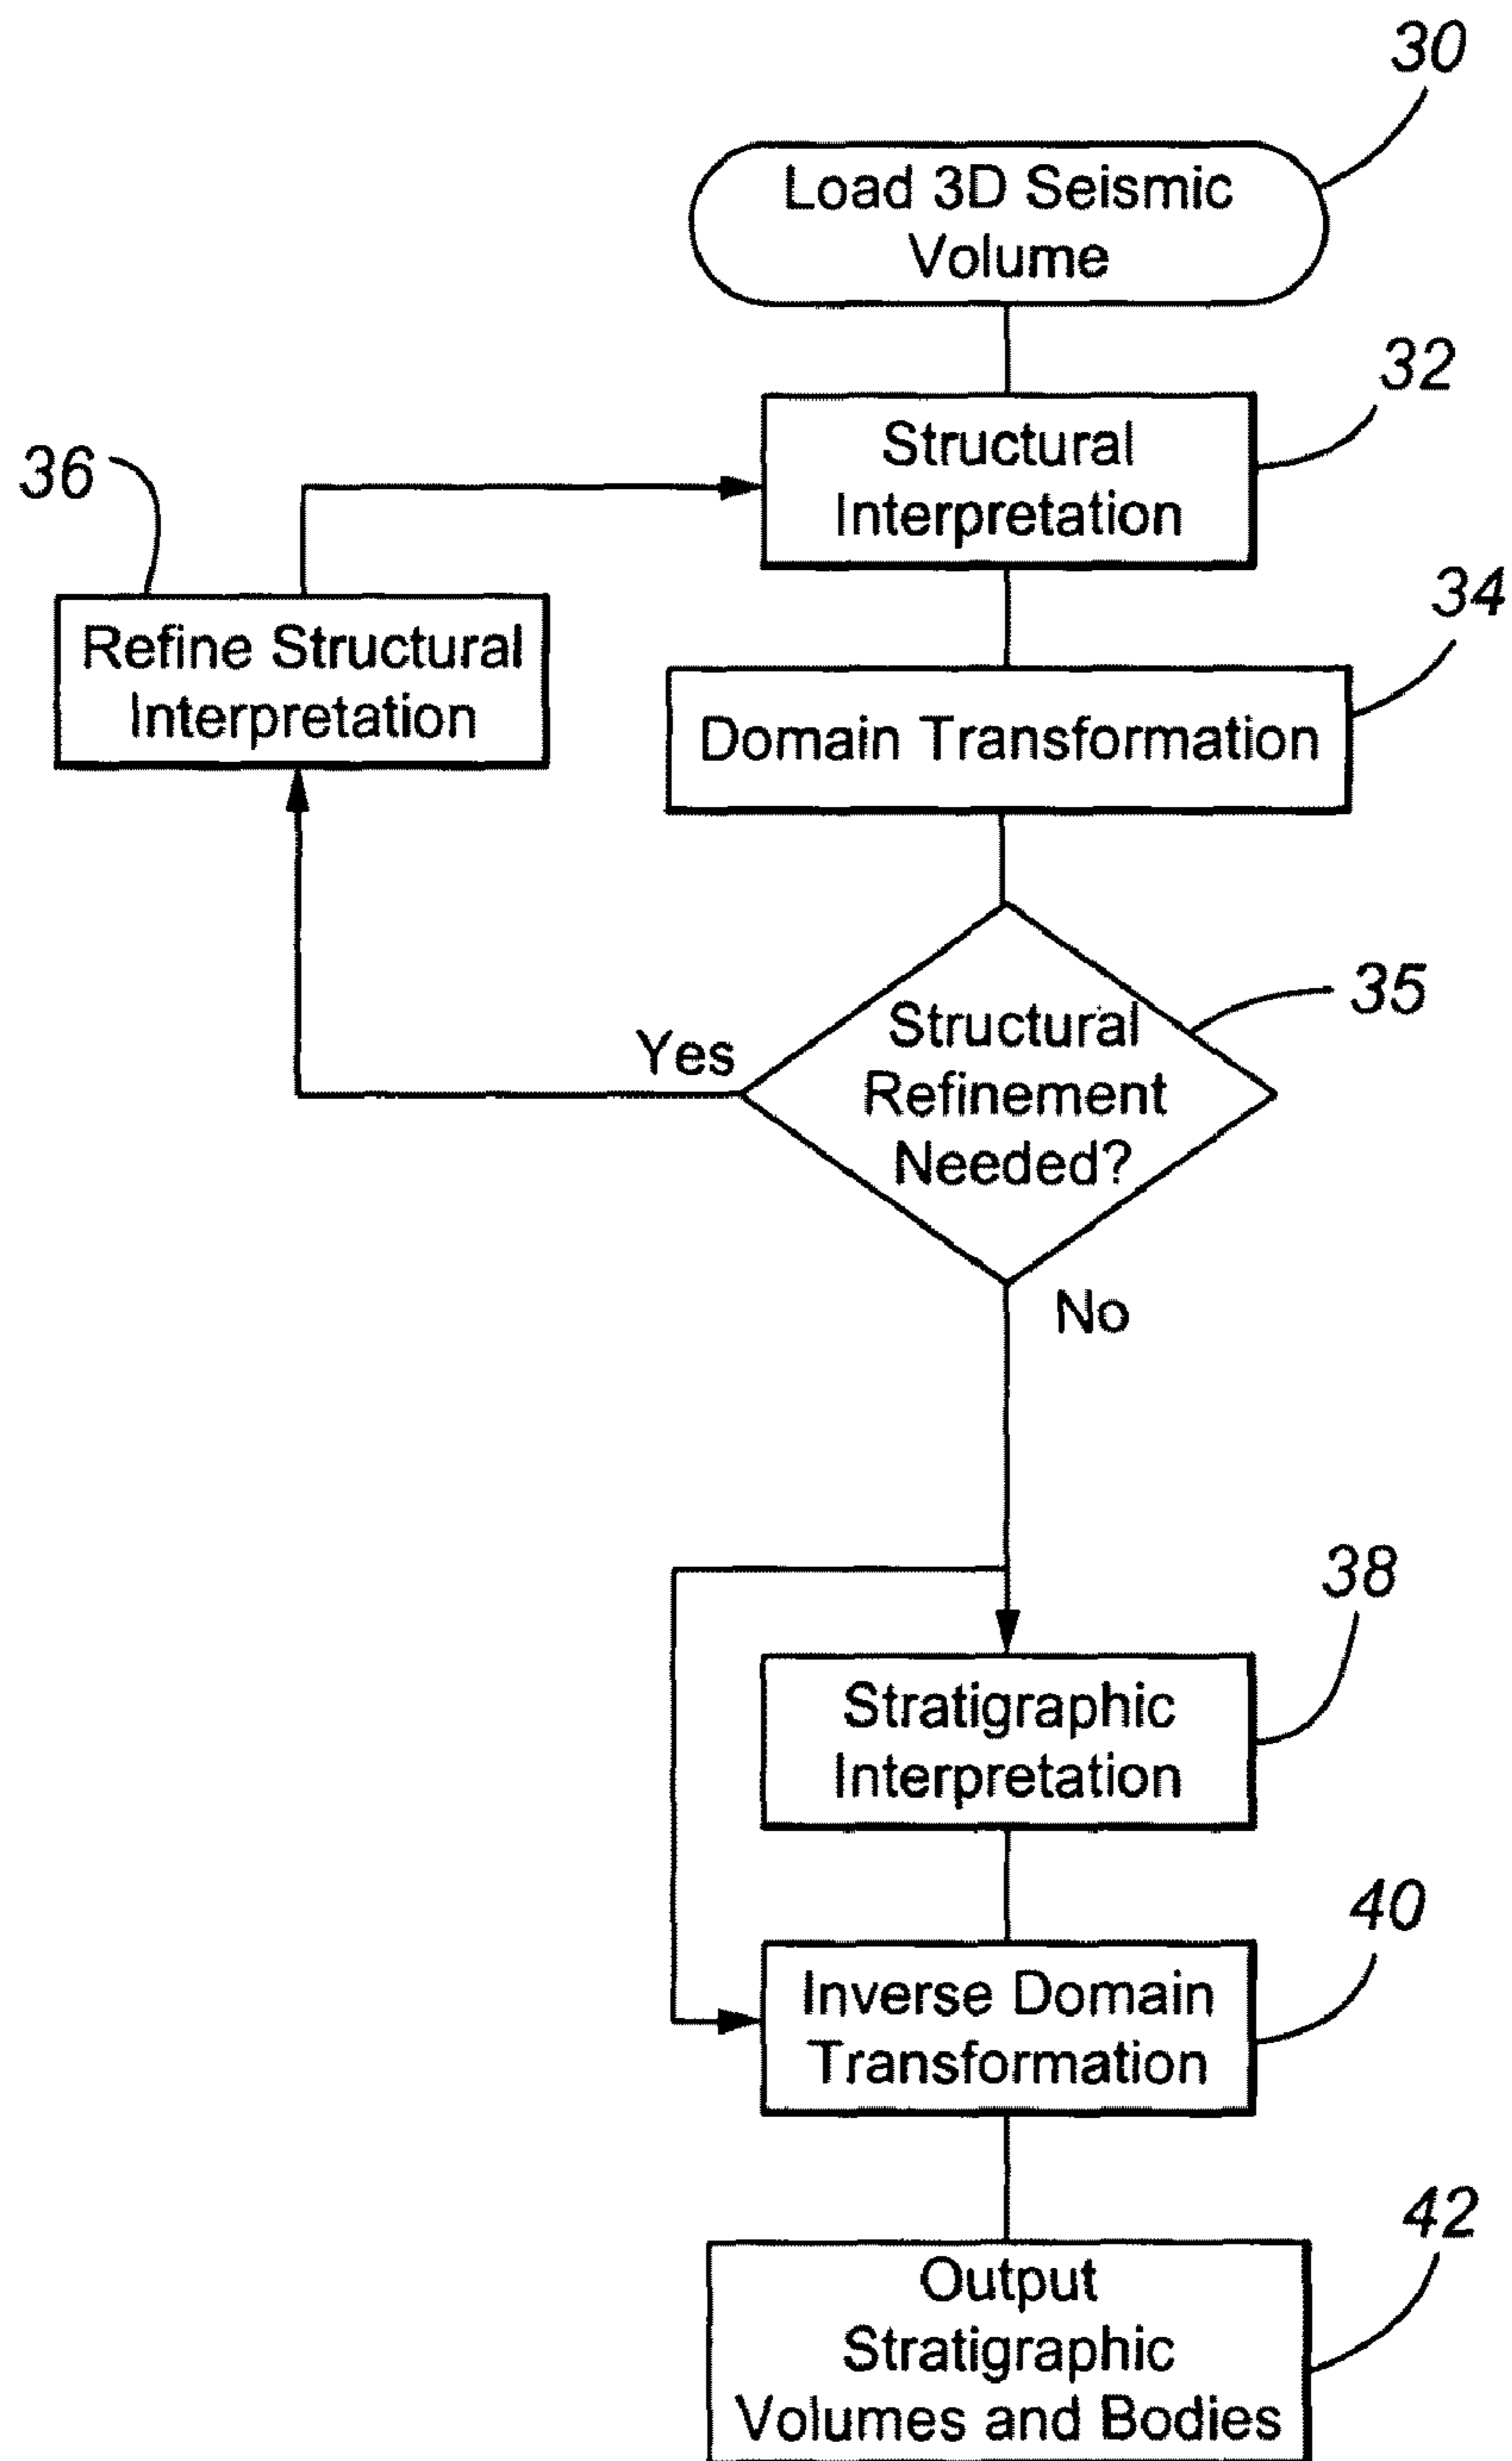 30
Load 3D Seismic
Volume
32
Structural
Interpretation
36
34
Refine Structural
Interpretation
Domain Transformation
35
Structural
Refinement
Needed?
Yes
No
38
Stratigraphic
Interpretation
40
Inverse Domain
Transformation
42
Output
Stratigraphic
Volumes and Bodies